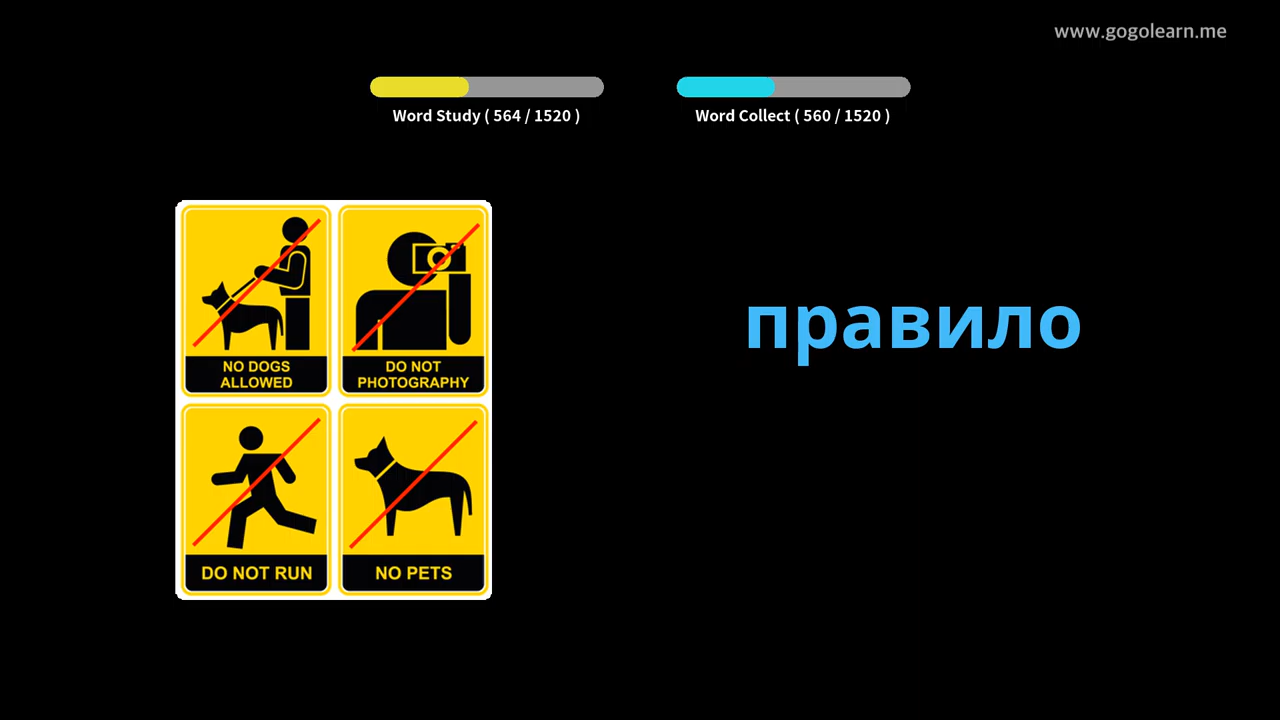 www.gogolearn.me
Word Study ( 564 / 1520 )
Word Collect ( 560 / 1520 )
NO DOGS
ALLOWED
DO NOT
PHOTOGRAPHY
правило
DO NOT RUN
NO PETS